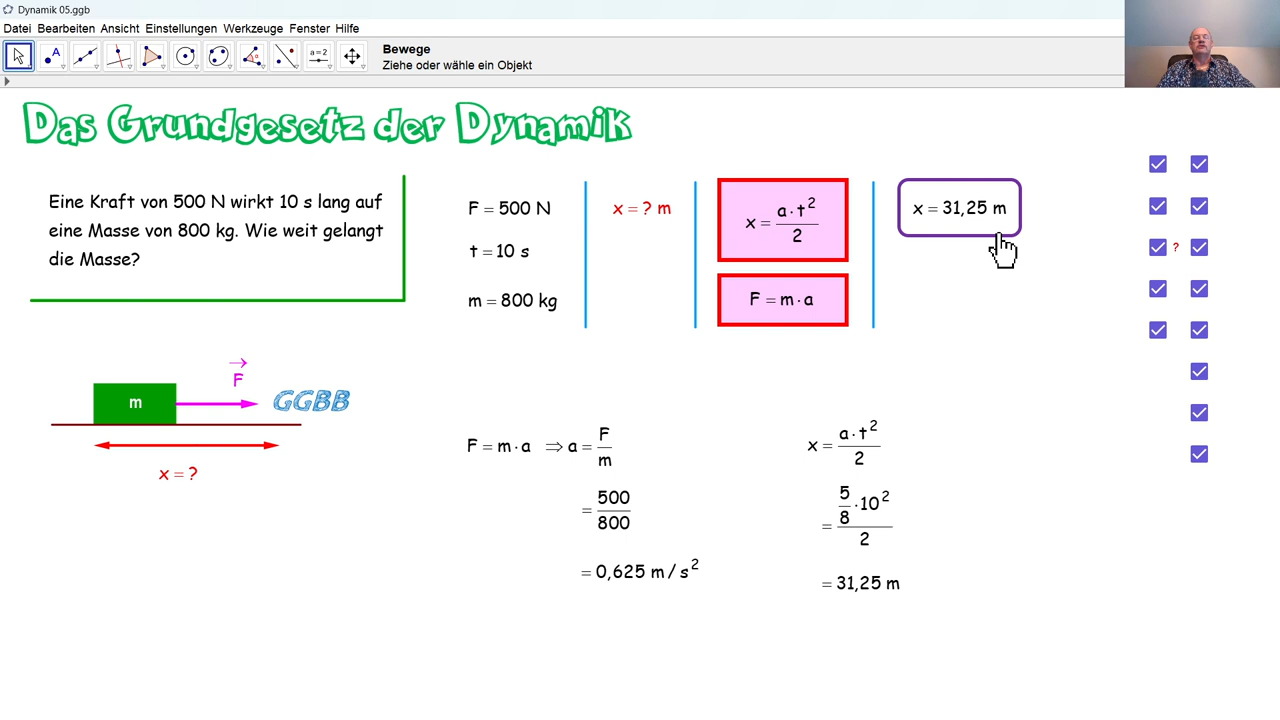 Dynamik 05.ggb
Datei Bearbeiten Ansicht Einstellungen Werkzeuge Fenster Hilfe
A
a=2
Bewege
Ziehe oder wähle ein Objekt
Das Grundgesetz der Dynamik
Eine Kraft von 500 N wirkt 10 s lang auf
eine Masse von 800 kg. Wie weit gelangt
die Masse?
F = 500 N
t = 10 s
m = 800 kg
x = ? m
x = a · t² / 2
F = m · a
x = 31,25 m
?
m
F
GGBB
x = ?
F = m · a ⇒ a = F / m
= 500 / 800
= 0,625 m / s²
x = a · t² / 2
= 5/8 · 10² / 2
= 31,25 m